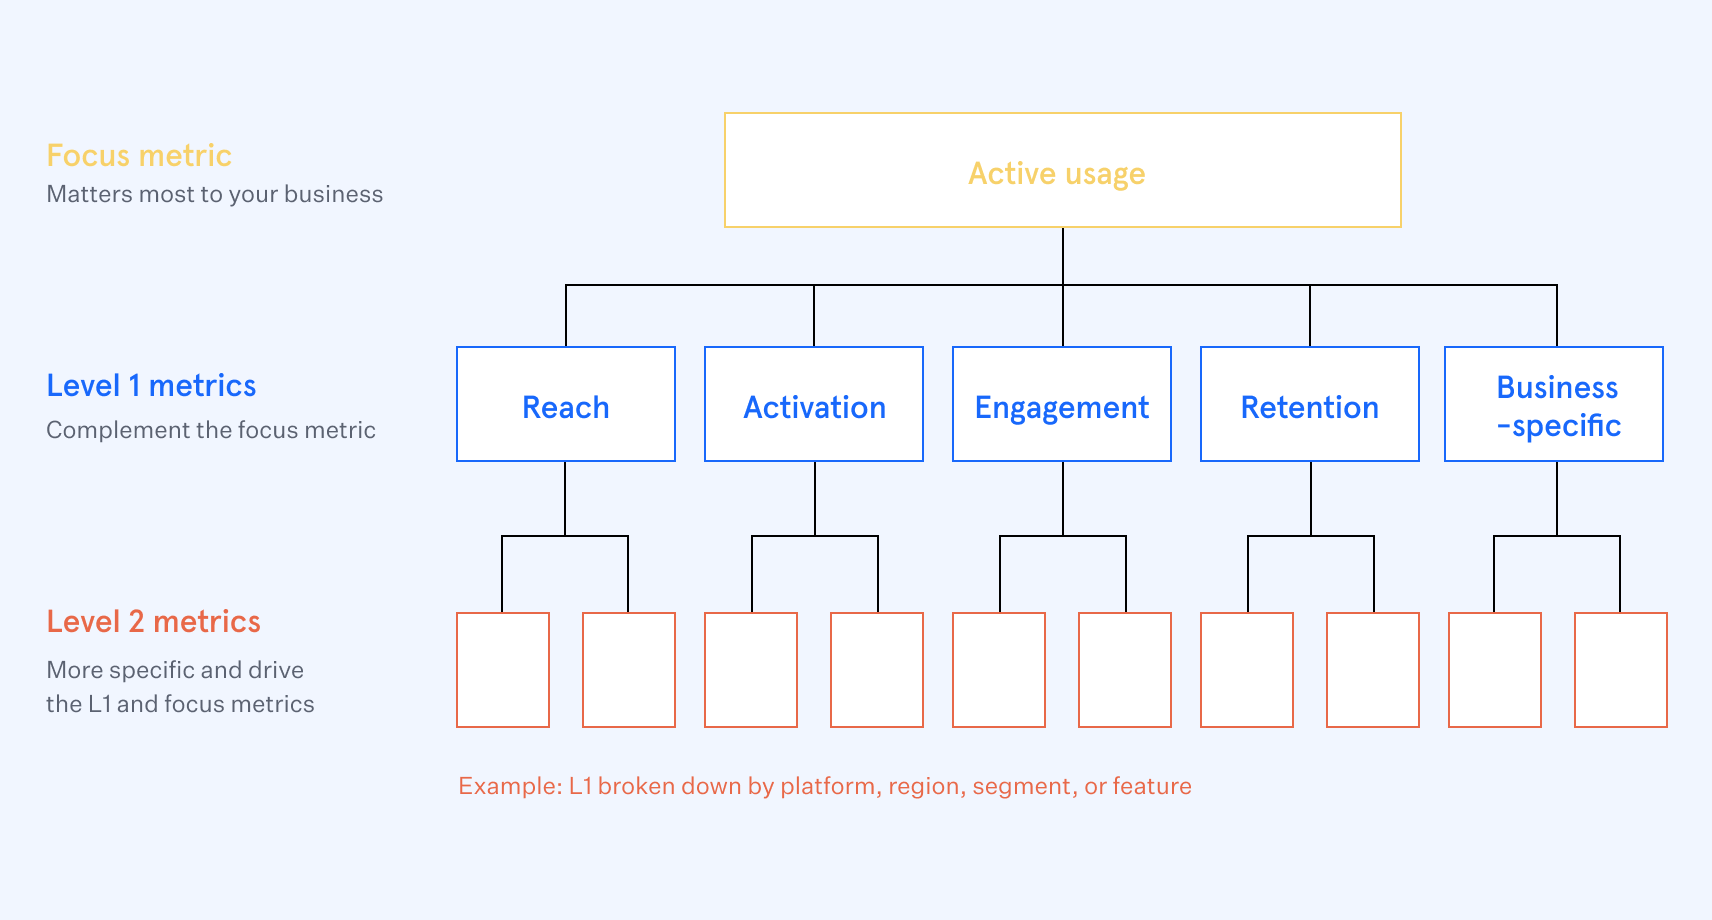 Focus metric
Matters most to your business
Active usage
Level 1 metrics
Complement the focus metric
Reach
Activation
Engagement
Retention
Business
-specific
Level 2 metrics
More specific and drive
the L1 and focus metrics
Example: L1 broken down by platform, region, segment, or feature